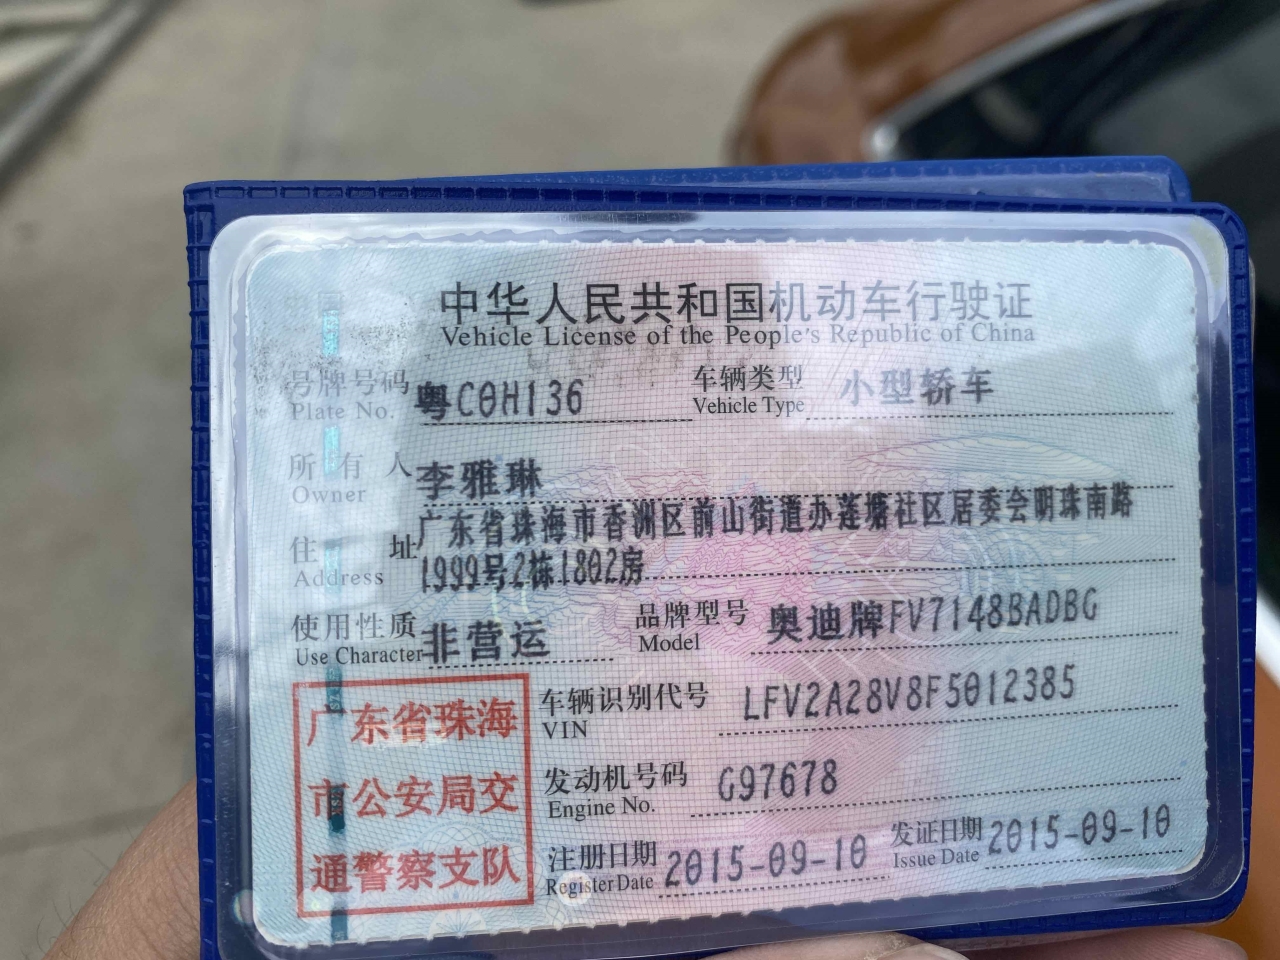 中华人民共和国机动车行驶证
Vehicle License of the People's Republic of China
号牌号码 粤C0H136 车辆类型 小型轿车
Plate No. Vehicle Type
所有人 李雅琳
Owner
住址 广东省珠海市香洲区前山街道办莲塘社区居委会明珠南路
1999号2栋1802房
Address
使用性质 非营运 品牌型号 奥迪牌FV7148BADBG
Use Character Model
广东省珠海
市公安局交
通警察支队
车辆识别代号 LFV2A28V8F5012385
VIN
发动机号码 G97678
Engine No.
注册日期 2015-09-10 发证日期 2015-09-10
Register Date Issue Date